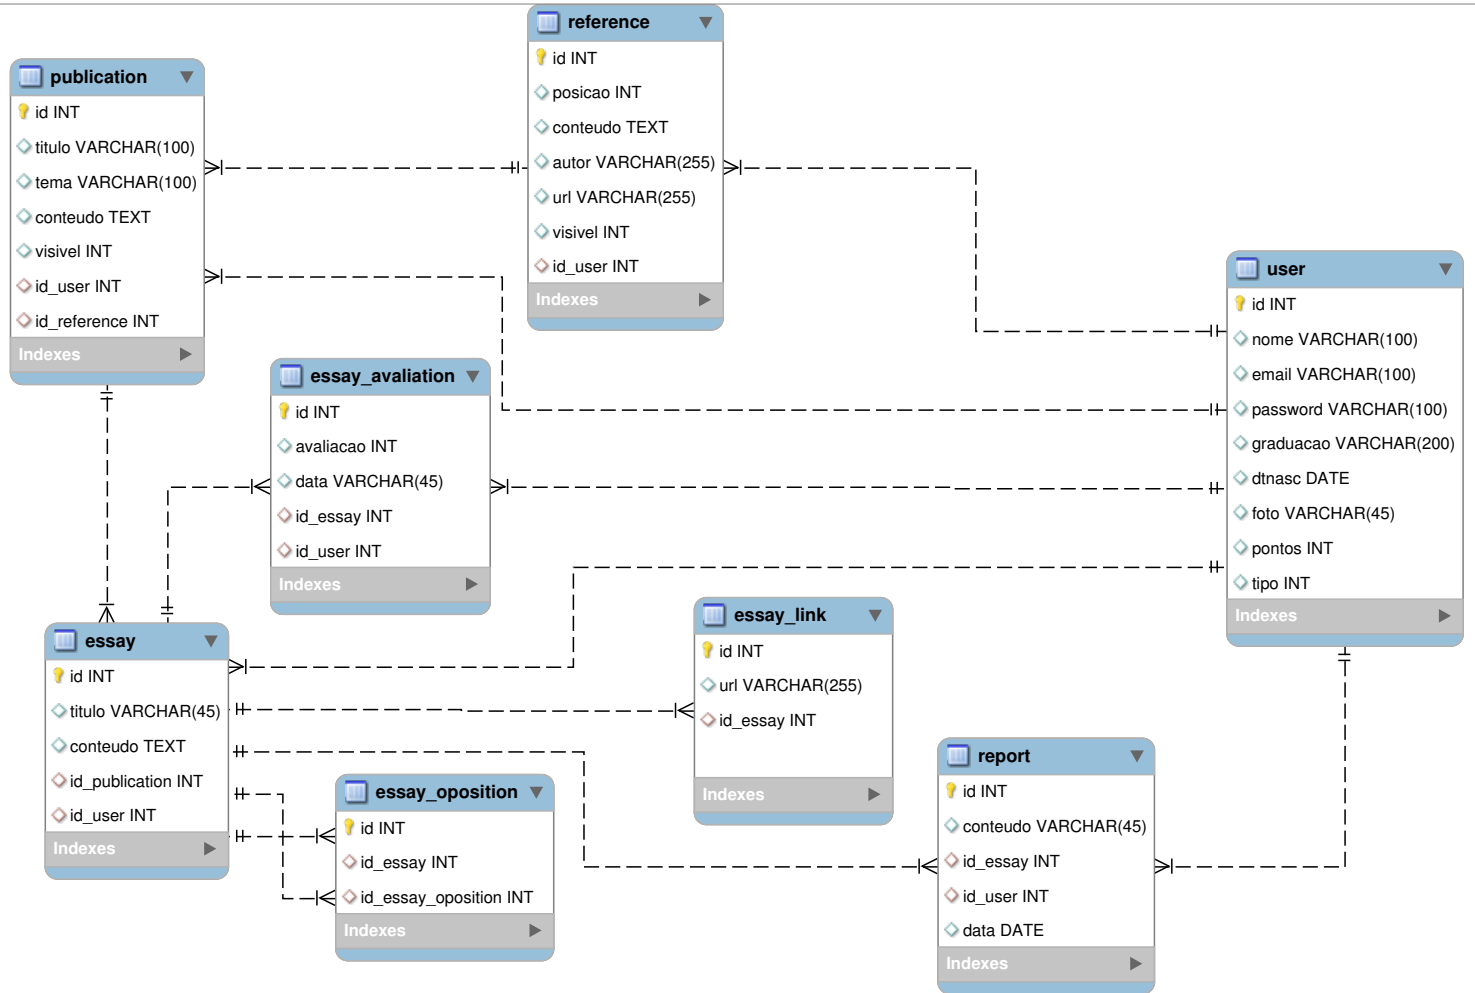 reference
id INT
posicao INT
conteudo TEXT
autor VARCHAR(255)
url VARCHAR(255)
visivel INT
id_user INT
Indexes
publication
id INT
titulo VARCHAR(100)
tema VARCHAR(100)
conteudo TEXT
visivel INT
id_user INT
id_reference INT
Indexes
user
id INT
nome VARCHAR(100)
email VARCHAR(100)
password VARCHAR(100)
graduacao VARCHAR(200)
dtnasc DATE
foto VARCHAR(45)
pontos INT
tipo INT
Indexes
essay_avaliation
id INT
avaliacao INT
data VARCHAR(45)
id_essay INT
id_user INT
Indexes
essay_link
id INT
url VARCHAR(255)
id_essay INT
Indexes
essay
id INT
titulo VARCHAR(45)
conteudo TEXT
id_publication INT
id_user INT
Indexes
essay_oposition
id INT
id_essay INT
id_essay_oposition INT
Indexes
report
id INT
conteudo VARCHAR(45)
id_essay INT
id_user INT
data DATE
Indexes